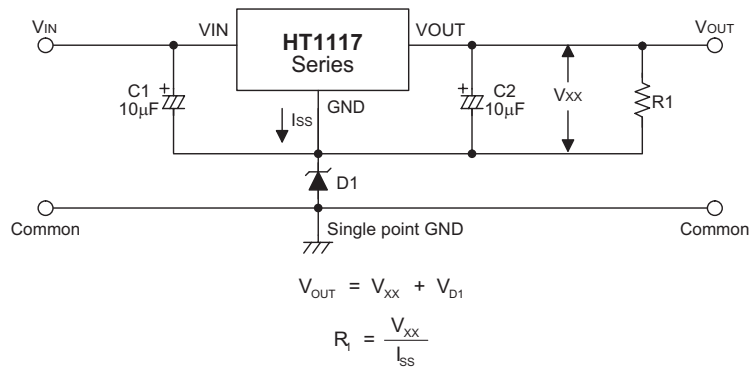 VIN
VIN
HT1117
Series
VOUT
VOUT
C1
10μF
+
ISS
GND
+
C2
10μF
VXX
R1
D1
Common
Single point GND
Common
VOUT = VXX + VD1
R1 = VXX / ISS